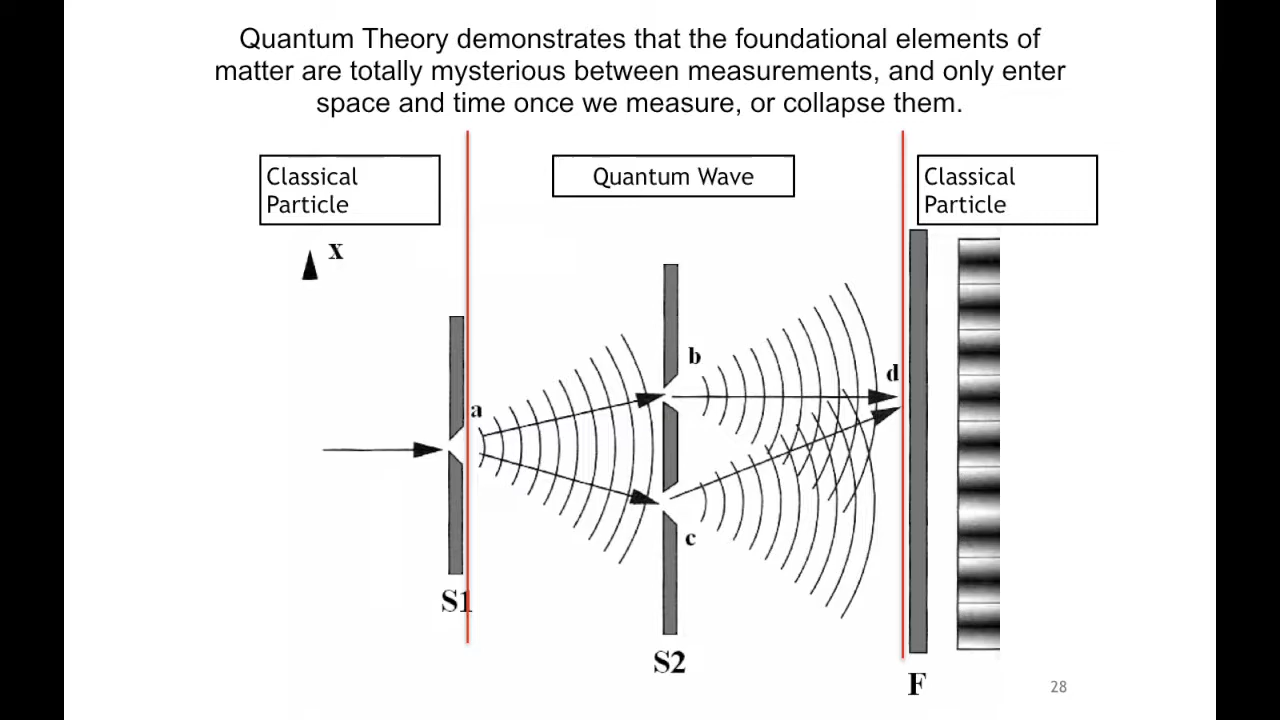 Quantum Theory demonstrates that the foundational elements of
matter are totally mysterious between measurements, and only enter
space and time once we measure, or collapse them.
Classical
Particle
Quantum Wave
Classical
Particle
x
a
b
d
c
S1
S2
F
28